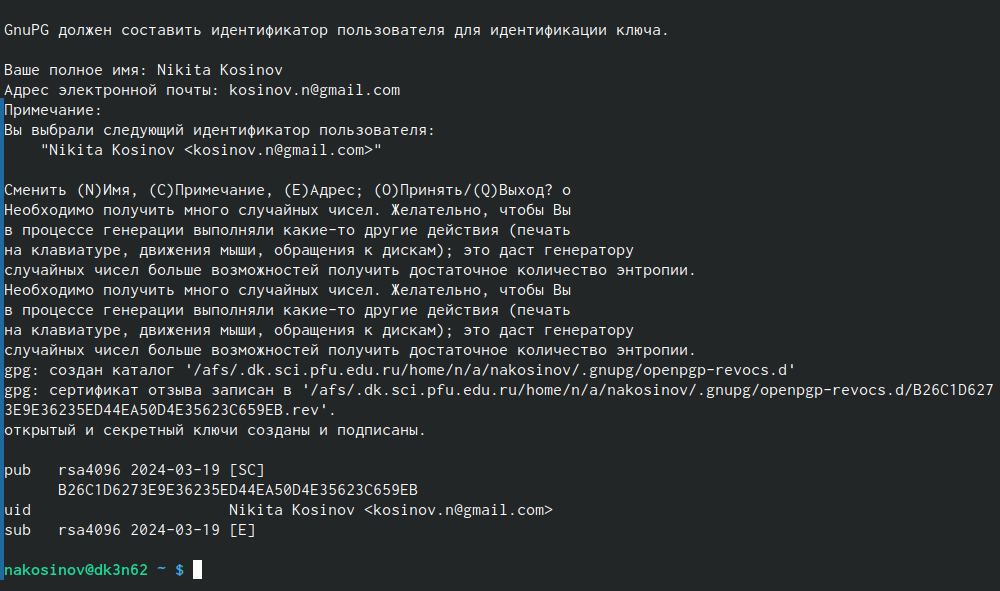 GnuPG должен составить идентификатор пользователя для идентификации ключа.
Ваше полное имя: Nikita Kosinov
Адрес электронной почты: kosinov.n@gmail.com
Примечание:
Вы выбрали следующий идентификатор пользователя:
"Nikita Kosinov <kosinov.n@gmail.com>"
Сменить (N)Имя, (C)Примечание, (E)Адрес; (O)Принять/(Q)Выход? o
Необходимо получить много случайных чисел. Желательно, чтобы Вы
в процессе генерации выполняли какие-то другие действия (печать
на клавиатуре, движения мыши, обращения к дискам); это даст генератору
случайных чисел больше возможностей получить достаточное количество энтропии.
Необходимо получить много случайных чисел. Желательно, чтобы Вы
в процессе генерации выполняли какие-то другие действия (печать
на клавиатуре, движения мыши, обращения к дискам); это даст генератору
случайных чисел больше возможностей получить достаточное количество энтропии.
gpg: создан каталог '/afs/.dk.sci.pfu.edu.ru/home/n/a/nakosinov/.gnupg/openpgp-revocs.d'
gpg: сертификат отзыва записан в '/afs/.dk.sci.pfu.edu.ru/home/n/a/nakosinov/.gnupg/openpgp-revocs.d/B26C1D627
3E9E36235ED44EA50D4E35623C659EB.rev'.
открытый и секретный ключи созданы и подписаны.
pub   rsa4096 2024-03-19 [SC]
B26C1D6273E9E36235ED44EA50D4E35623C659EB
uid                      Nikita Kosinov <kosinov.n@gmail.com>
sub   rsa4096 2024-03-19 [E]
nakosinov@dk3n62 ~ $